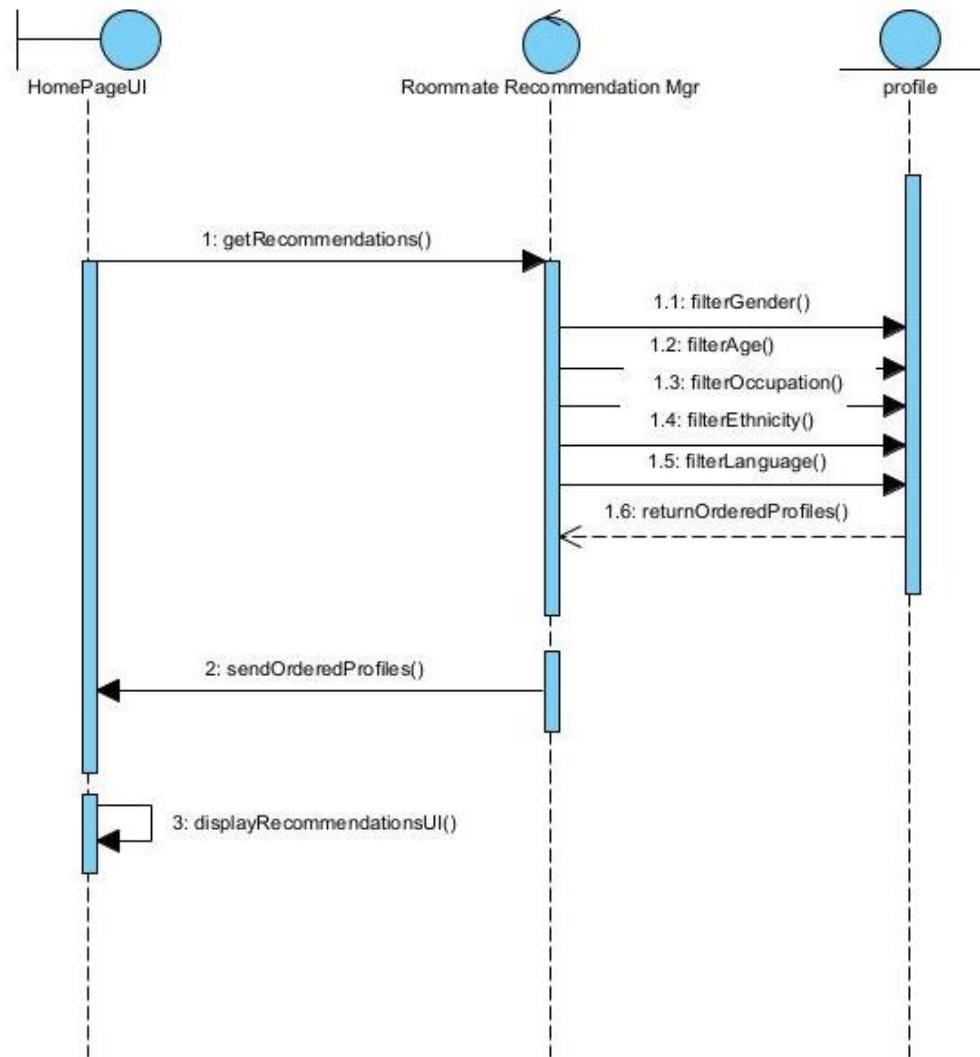 HomePageUI
Roommate Recommendation Mgr
profile
1: getRecommendations()
1.1: filterGender()
1.2: filterAge()
1.3: filterOccupation()
1.4: filterEthnicity()
1.5: filterLanguage()
1.6: returnOrderedProfiles()
2: sendOrderedProfiles()
3: displayRecommendationsUI()